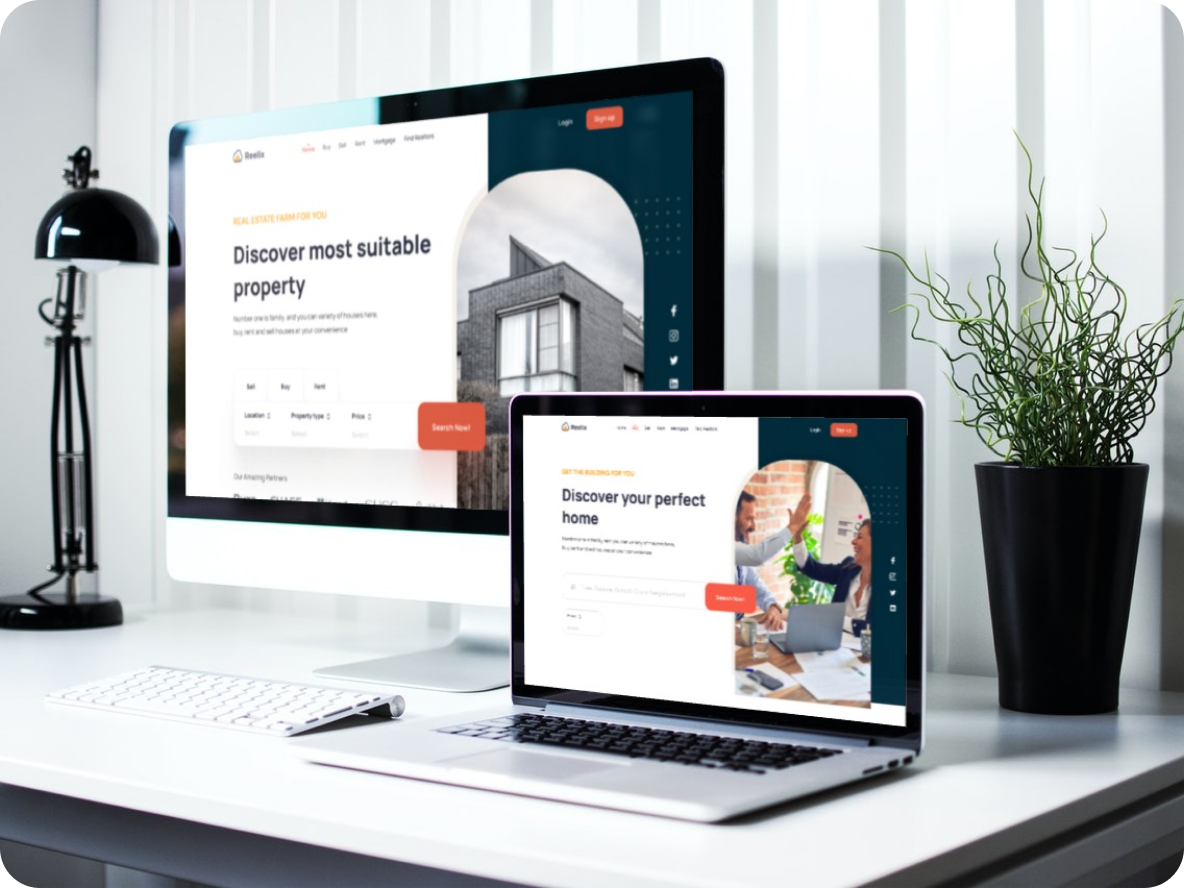 Reelix
Home Buy Sell Rent Mortgage Find Realtors
Login
Sign up
REAL ESTATE FARM FOR YOU
Discover most suitable
property
Number one is family, and you can variety of houses here,
buy, rent and sell houses at your convenience
Sell Buy Rent
Location Property type Price
Select Select Select
Search Now!
Our Amazing Partners
Reelix
Home Buy Sell Rent Mortgage Find Realtors
Login
Sign up
GET THE BUILDING FOR YOU
Discover your perfect
home
Search Now!
Price